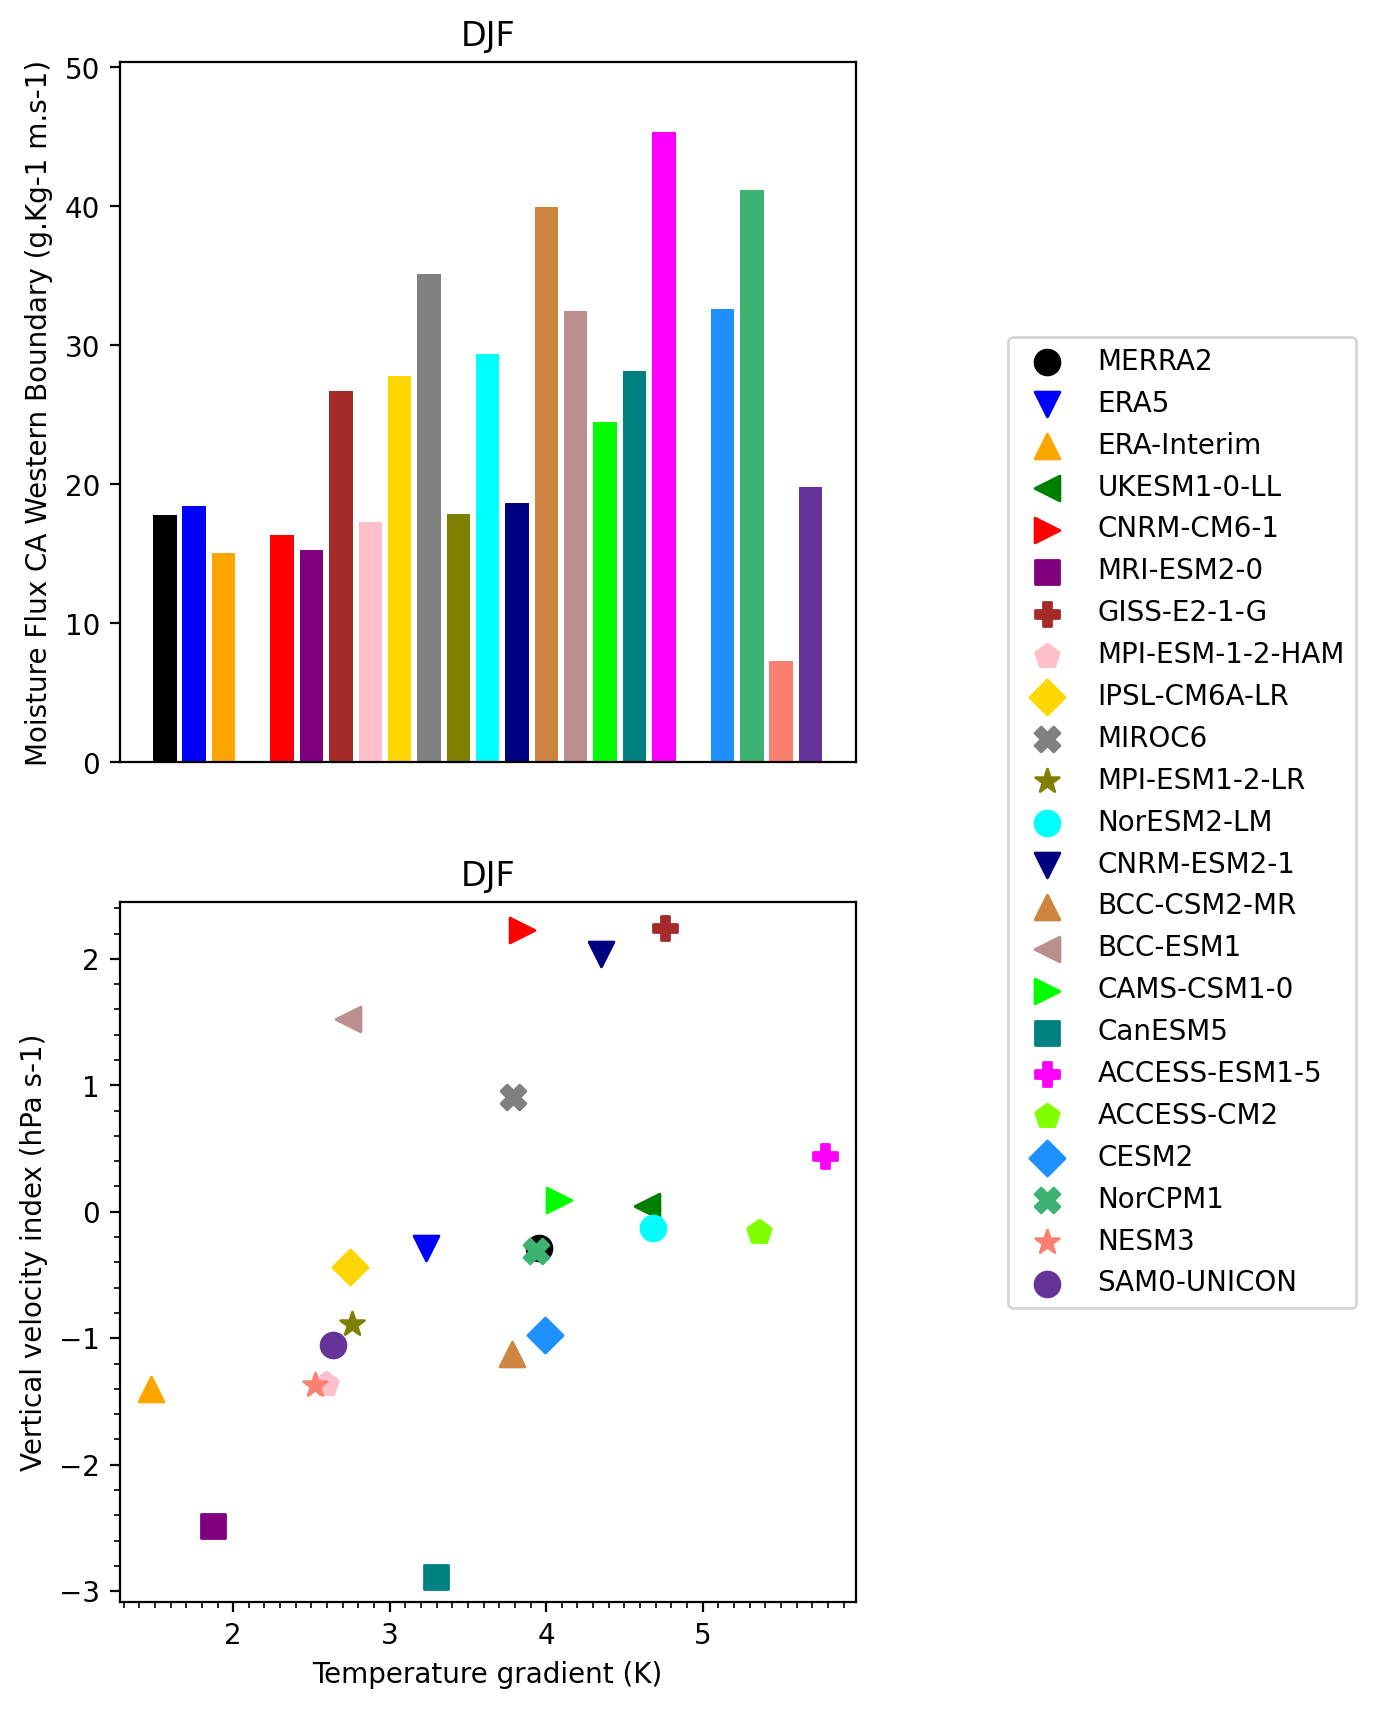 DJF
Moisture Flux CA Western Boundary (g.Kg-1 m.s-1)
50
40
30
20
10
0
DJF
Vertical velocity index (hPa s-1)
2
1
0
−1
−2
−3
2 3 4 5
Temperature gradient (K)
MERRA2
ERA5
ERA-Interim
UKESM1-0-LL
CNRM-CM6-1
MRI-ESM2-0
GISS-E2-1-G
MPI-ESM-1-2-HAM
IPSL-CM6A-LR
MIROC6
MPI-ESM1-2-LR
NorESM2-LM
CNRM-ESM2-1
BCC-CSM2-MR
BCC-ESM1
CAMS-CSM1-0
CanESM5
ACCESS-ESM1-5
ACCESS-CM2
CESM2
NorCPM1
NESM3
SAM0-UNICON